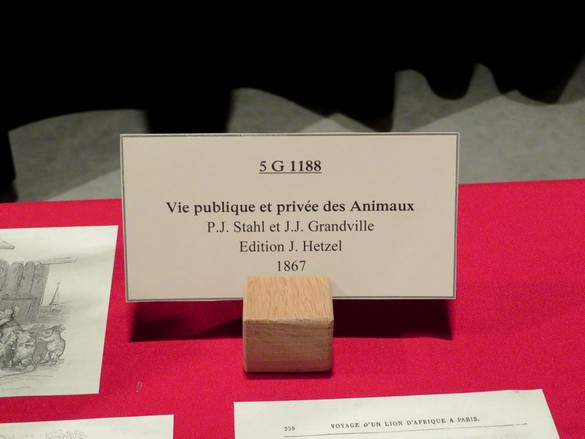 5 G 1188
Vie publique et privée des Animaux
P.J. Stahl et J.J. Grandville
Edition J. Hetzel
1867
VOYAGE D'UN LION D'AFRIQUE A PARIS.